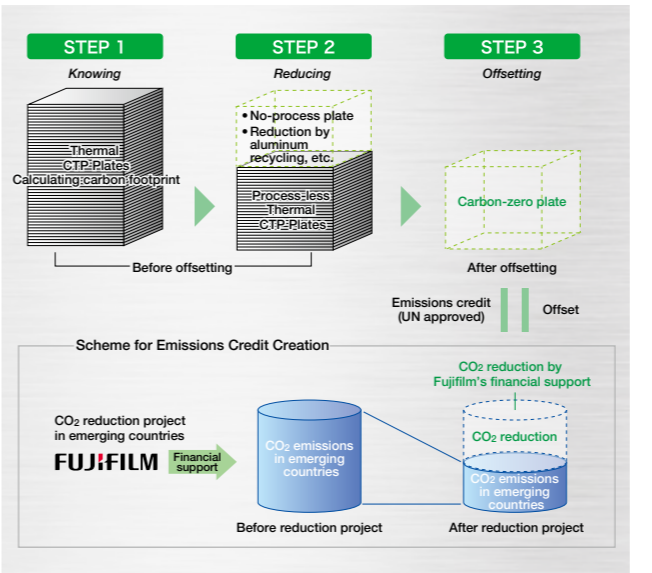 STEP 1
Knowing
Thermal
CTP Plates
Calculating carbon footprint
STEP 2
Reducing
• No-process plate
• Reduction by
aluminum
recycling, etc.
Process-less
Thermal
CTP Plates
STEP 3
Offsetting
Carbon-zero plate
Before offsetting
After offsetting
Emissions credit
(UN approved)
Offset
Scheme for Emissions Credit Creation
CO2 reduction project
in emerging countries
FUJIFILM
Financial
support
CO2 emissions
in emerging
countries
Before reduction project
CO2 reduction by
Fujifilm's financial support
CO2 reduction
CO2 emissions
in emerging
countries
After reduction project